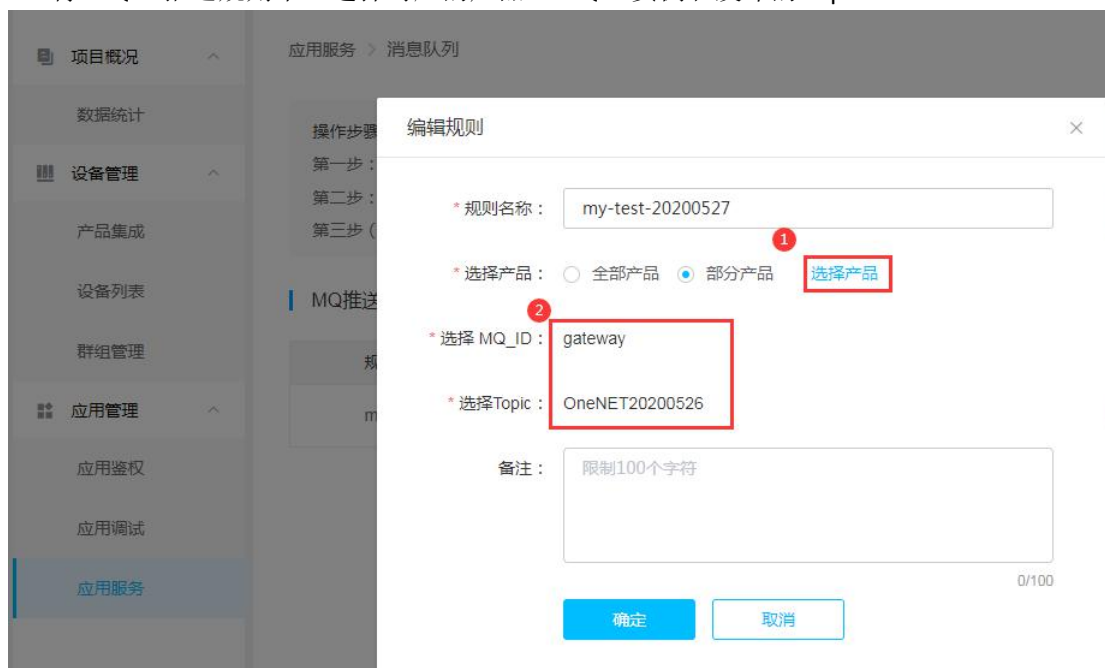 项目概况
应用服务 > 消息队列
数据统计
编辑规则
操作步骤
第一步：
设备管理
第二步：
* 规则名称： my-test-20200527
产品集成
第三步（
1
* 选择产品： 全部产品 部分产品 选择产品
设备列表
MQ推送
2
* 选择 MQ_ID： gateway
群组管理
规
* 选择Topic： OneNET20200526
应用管理
m
备注： 限制100个字符
应用鉴权
应用调试
0/100
应用服务
确定 取消